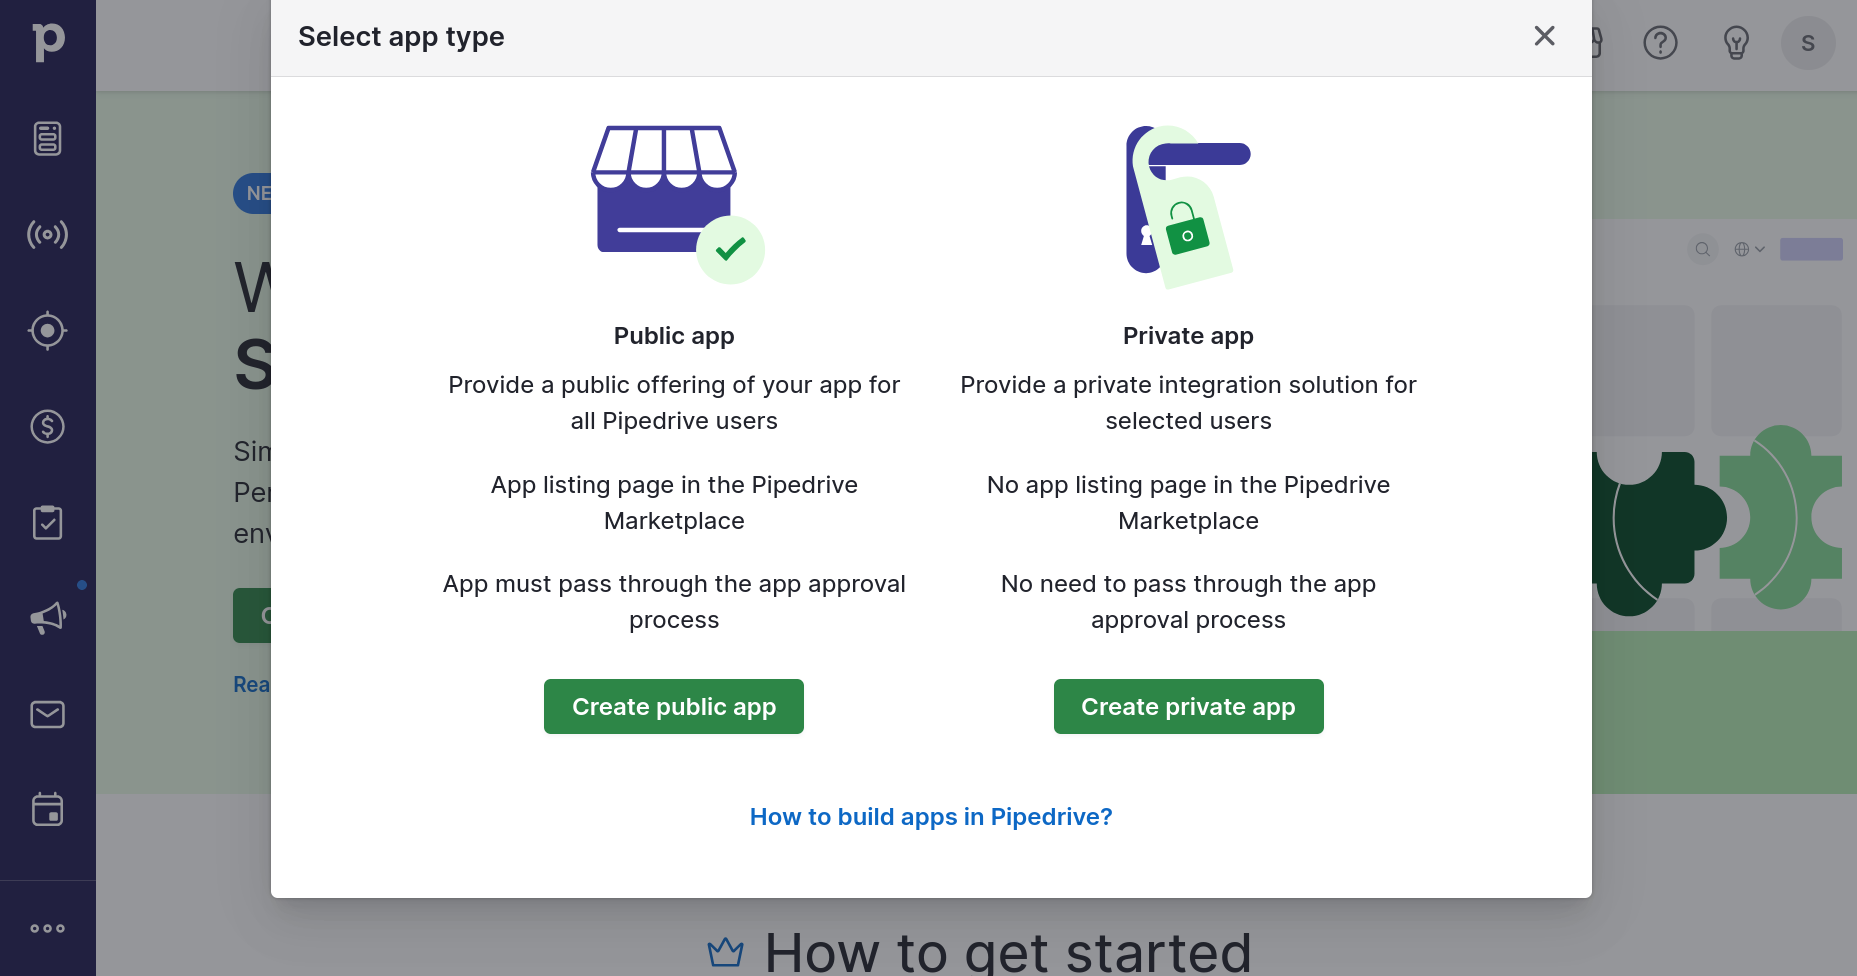 p
Select app type
S
NE
W
S
Sim
Per
env
Rea
Public app
Provide a public offering of your app for
all Pipedrive users
App listing page in the Pipedrive
Marketplace
App must pass through the app approval
process
Create public app
Private app
Provide a private integration solution for
selected users
No app listing page in the Pipedrive
Marketplace
No need to pass through the app
approval process
Create private app
How to build apps in Pipedrive?
How to get started